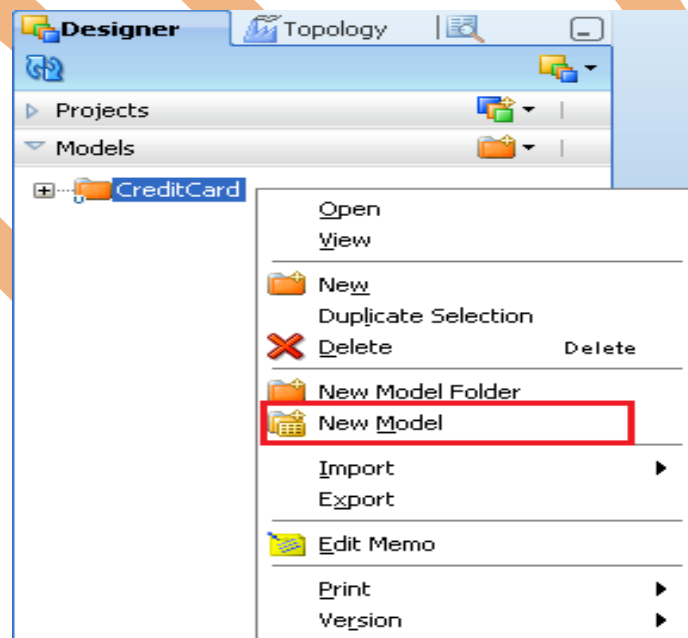 Designer Topology
Projects
Models
CreditCard
Open
View
New
Duplicate Selection
Delete Delete
New Model Folder
New Model
Import
Export
Edit Memo
Print
Version